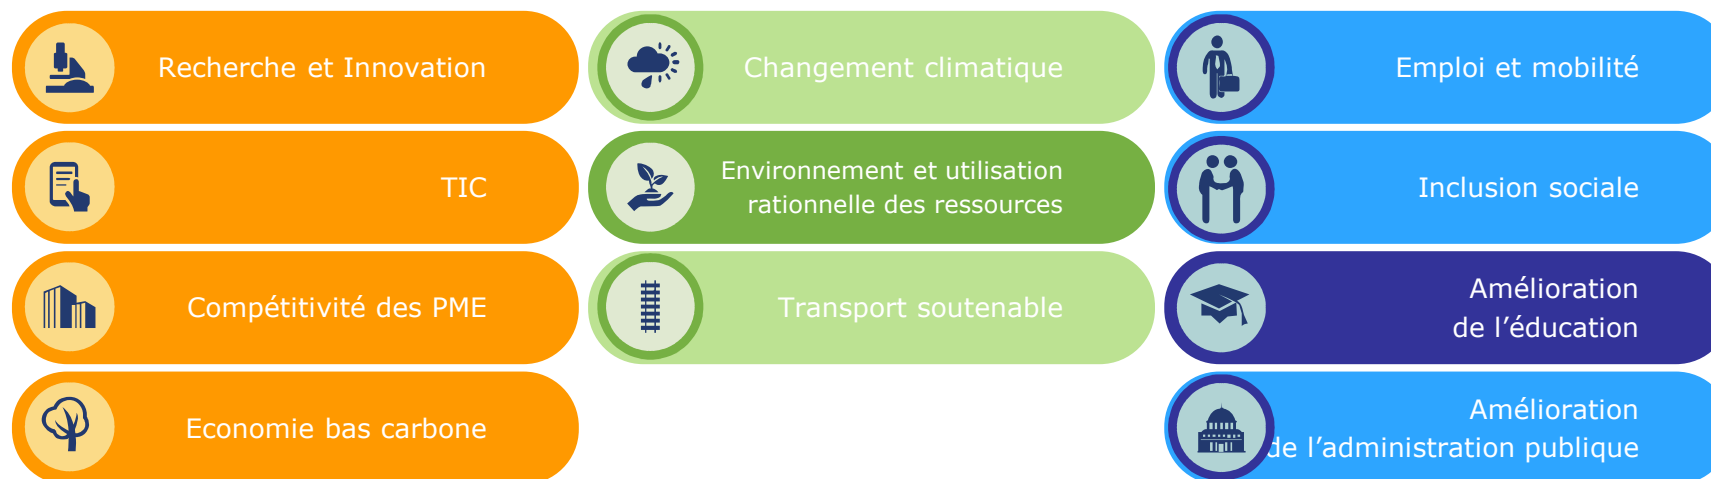 Recherche et Innovation
TIC
Compétitivité des PME
Economie bas carbone
Changement climatique
Environnement et utilisation
rationnelle des ressources
Transport soutenable
Emploi et mobilité
Inclusion sociale
Amélioration
de l’éducation
Amélioration
de l’administration publique